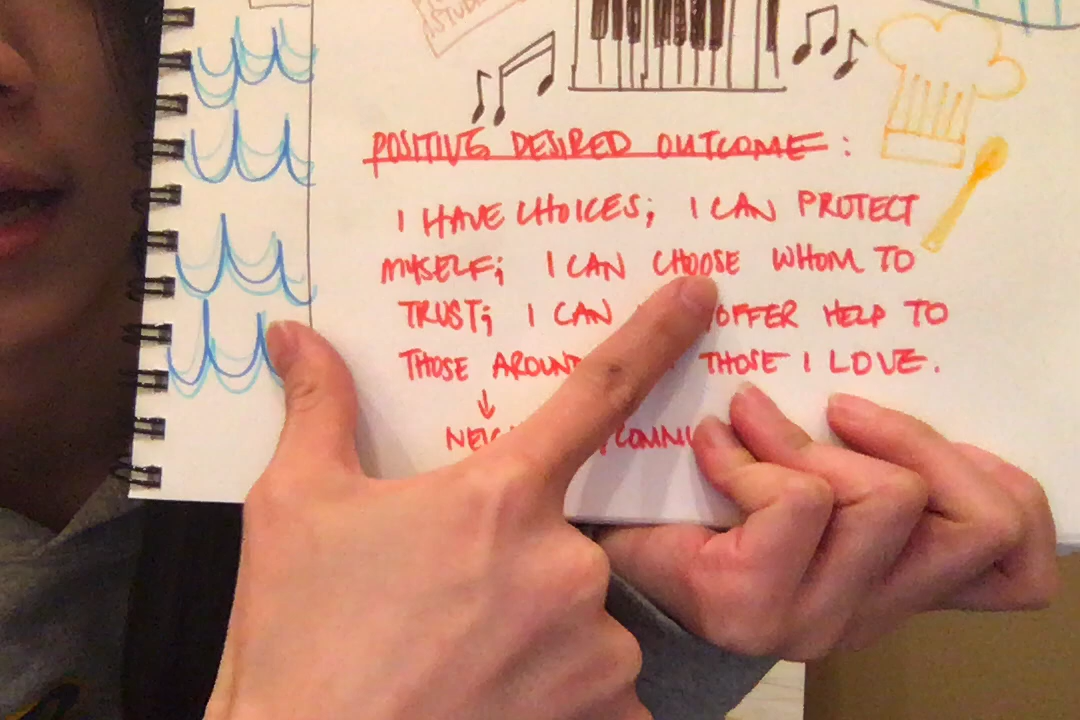 STUD
POSITIVE DESIRED OUTCOME:
I HAVE CHOICES; I CAN PROTECT
MYSELF; I CAN CHOOSE WHOM TO
TRUST; I CAN OFFER HELP TO
THOSE AROUND THOSE I LOVE.